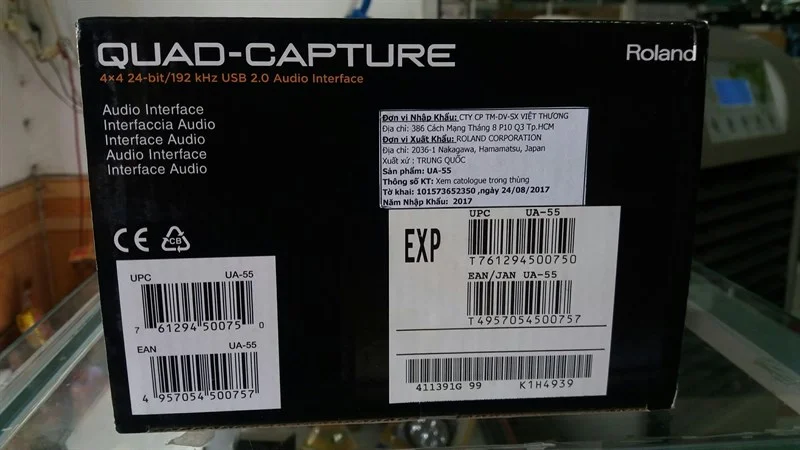 QUAD-CAPTURE
Roland
4×4 24-bit/192 kHz USB 2.0 Audio Interface
Audio Interface
Interfaccia Audio
Interface Audio
Audio Interface
Interface Audio
Đơn vị Nhập Khẩu: CTY CP TM-DV-SX VIỆT THƯƠNG
Địa chỉ: 386 Cách Mạng Tháng 8 P10 Q3 Tp.HCM
Đơn vị Xuất Khẩu: ROLAND CORPORATION
Địa chỉ: 2036-1 Nakagawa, Hamamatsu, Japan
Xuất xứ : TRUNG QUỐC
Sản phẩm: UA-55
Thông số KT: Xem catologue trong thùng
Tờ khai: 101573652350 ,ngày 24/08/2017
Năm Nhập Khẩu: 2017
CE
CB
UPC UA-55
7 61294 50075 0
EAN UA-55
4 957054 500757
EXP
UPC UA-55
T761294500750
EAN/JAN UA-55
T4957054500757
411391G 99 K1H4939